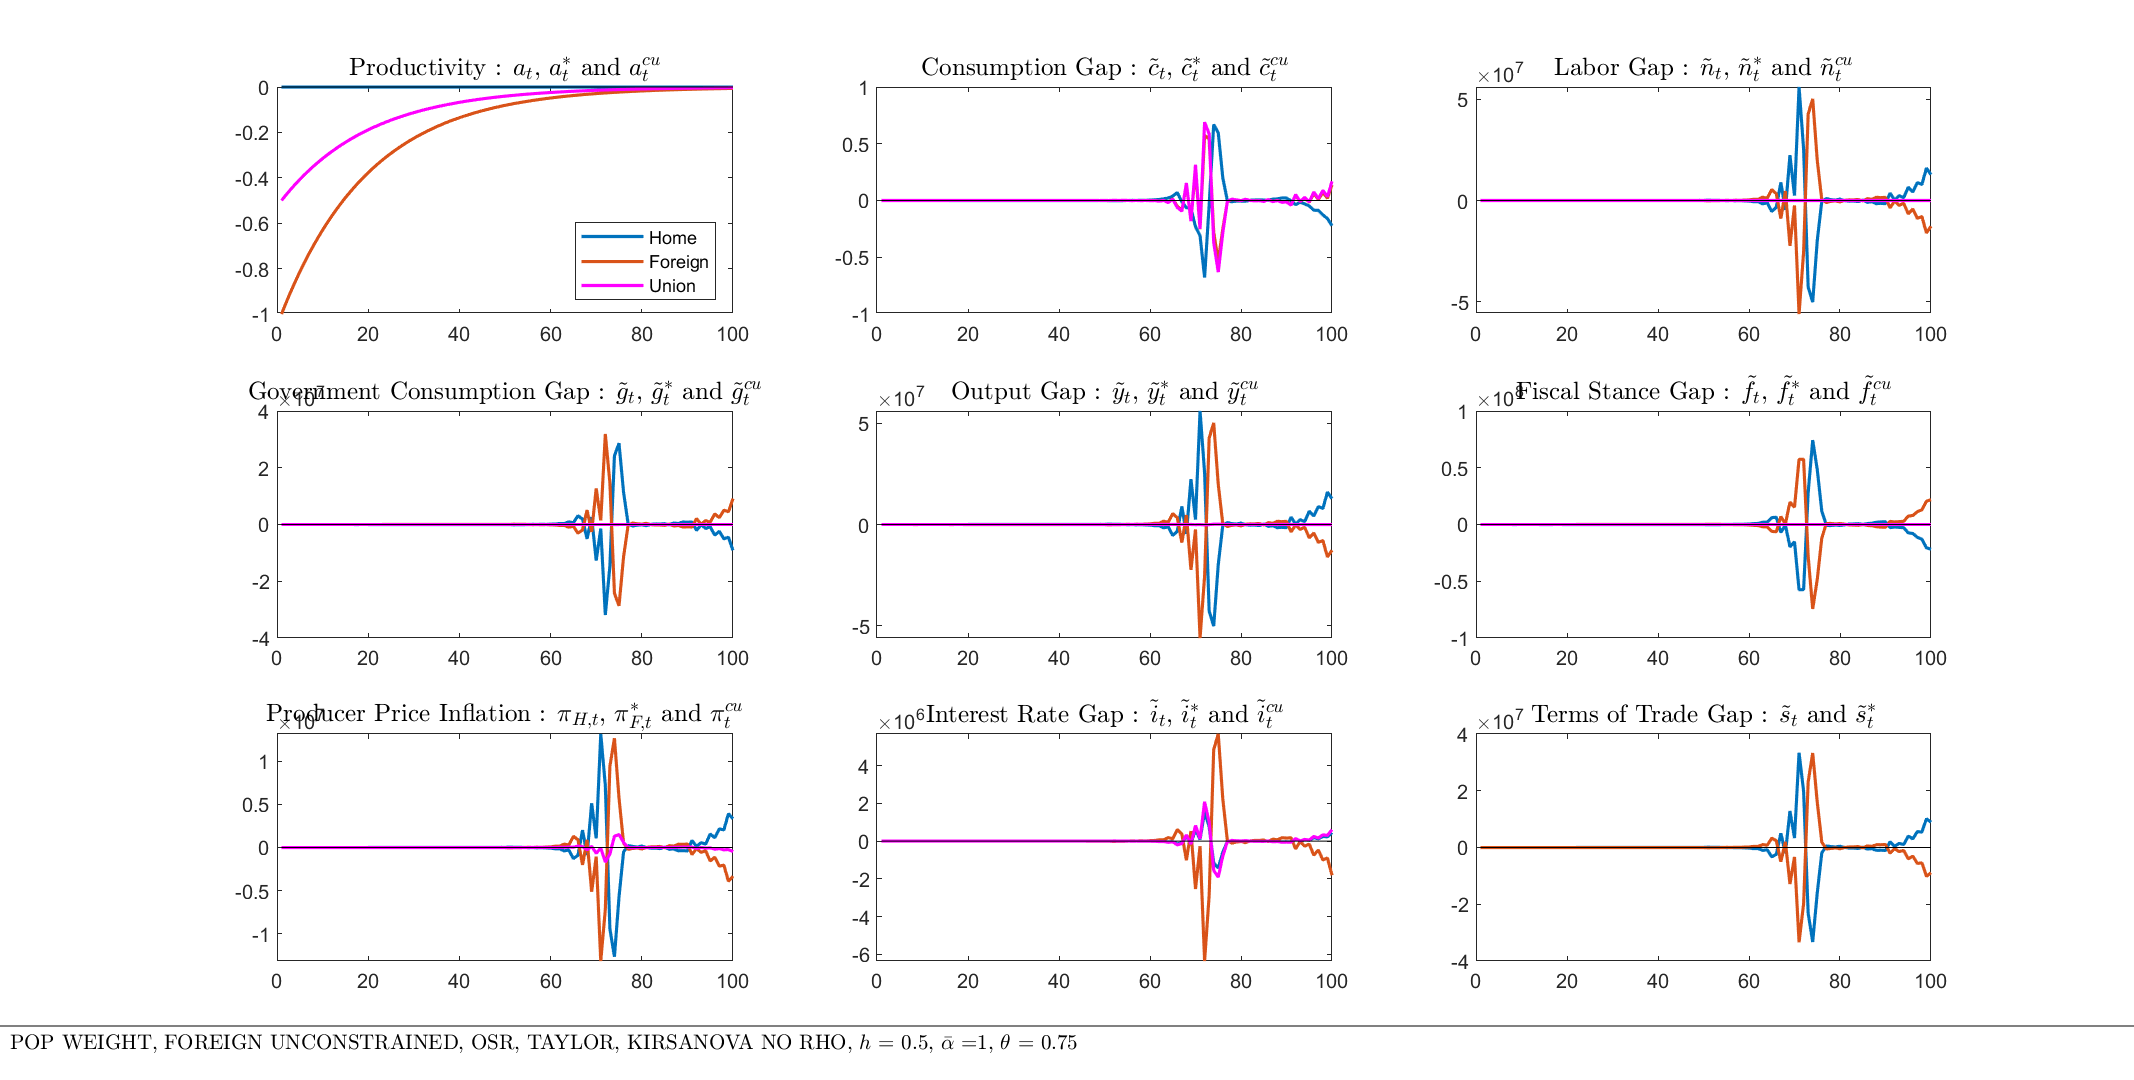 Productivity : a_t, a_t^* and a_t^{cu}
0
-0.2
-0.4
-0.6
-0.8
-1
0 20 40 60 80 100
Home
Foreign
Union
Consumption Gap : c̃_t, c̃_t^* and c̃_t^{cu}
1
0.5
0
-0.5
-1
0 20 40 60 80 100
Labor Gap : ñ_t, ñ_t^* and ñ_t^{cu}
×10^7
5
0
-5
0 20 40 60 80 100
Government Consumption Gap : g̃_t, g̃_t^* and g̃_t^{cu}
×10^7
4
2
0
-2
-4
0 20 40 60 80 100
Output Gap : ỹ_t, ỹ_t^* and ỹ_t^{cu}
×10^7
5
0
-5
0 20 40 60 80 100
Fiscal Stance Gap : f̃_t, f̃_t^* and f̃_t^{cu}
×10^8
1
0.5
0
-0.5
-1
0 20 40 60 80 100
Producer Price Inflation : π_{H,t}, π_{F,t}^* and π_t^{cu}
×10^7
1
0.5
0
-0.5
-1
0 20 40 60 80 100
Interest Rate Gap : ĩ_t, ĩ_t^* and ĩ_t^{cu}
×10^6
4
2
0
-2
-4
-6
0 20 40 60 80 100
Terms of Trade Gap : s̃_t and s̃_t^*
×10^7
4
2
0
-2
-4
0 20 40 60 80 100
POP WEIGHT, FOREIGN UNCONSTRAINED, OSR, TAYLOR, KIRSANOVA NO RHO, h = 0.5, ᾱ =1, θ = 0.75